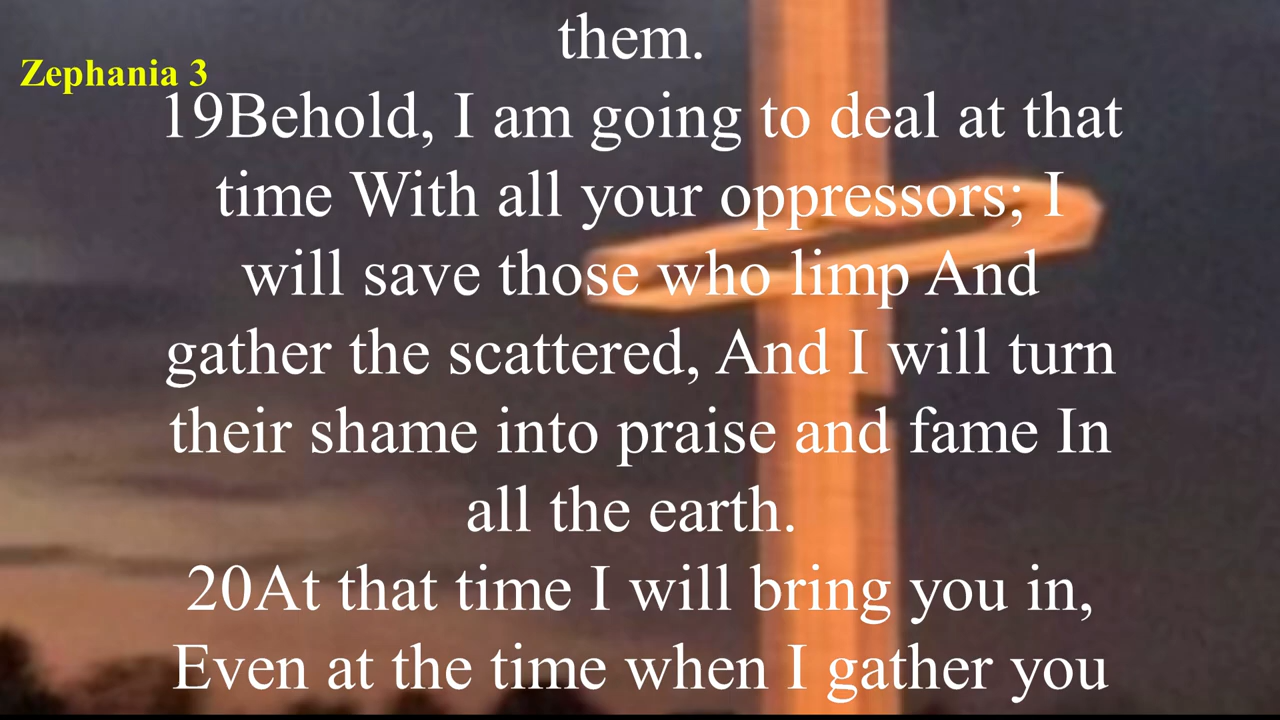 them.
Zephania 3
19Behold, I am going to deal at that
time With all your oppressors; I
will save those who limp And
gather the scattered, And I will turn
their shame into praise and fame In
all the earth.
20At that time I will bring you in,
Even at the time when I gather you